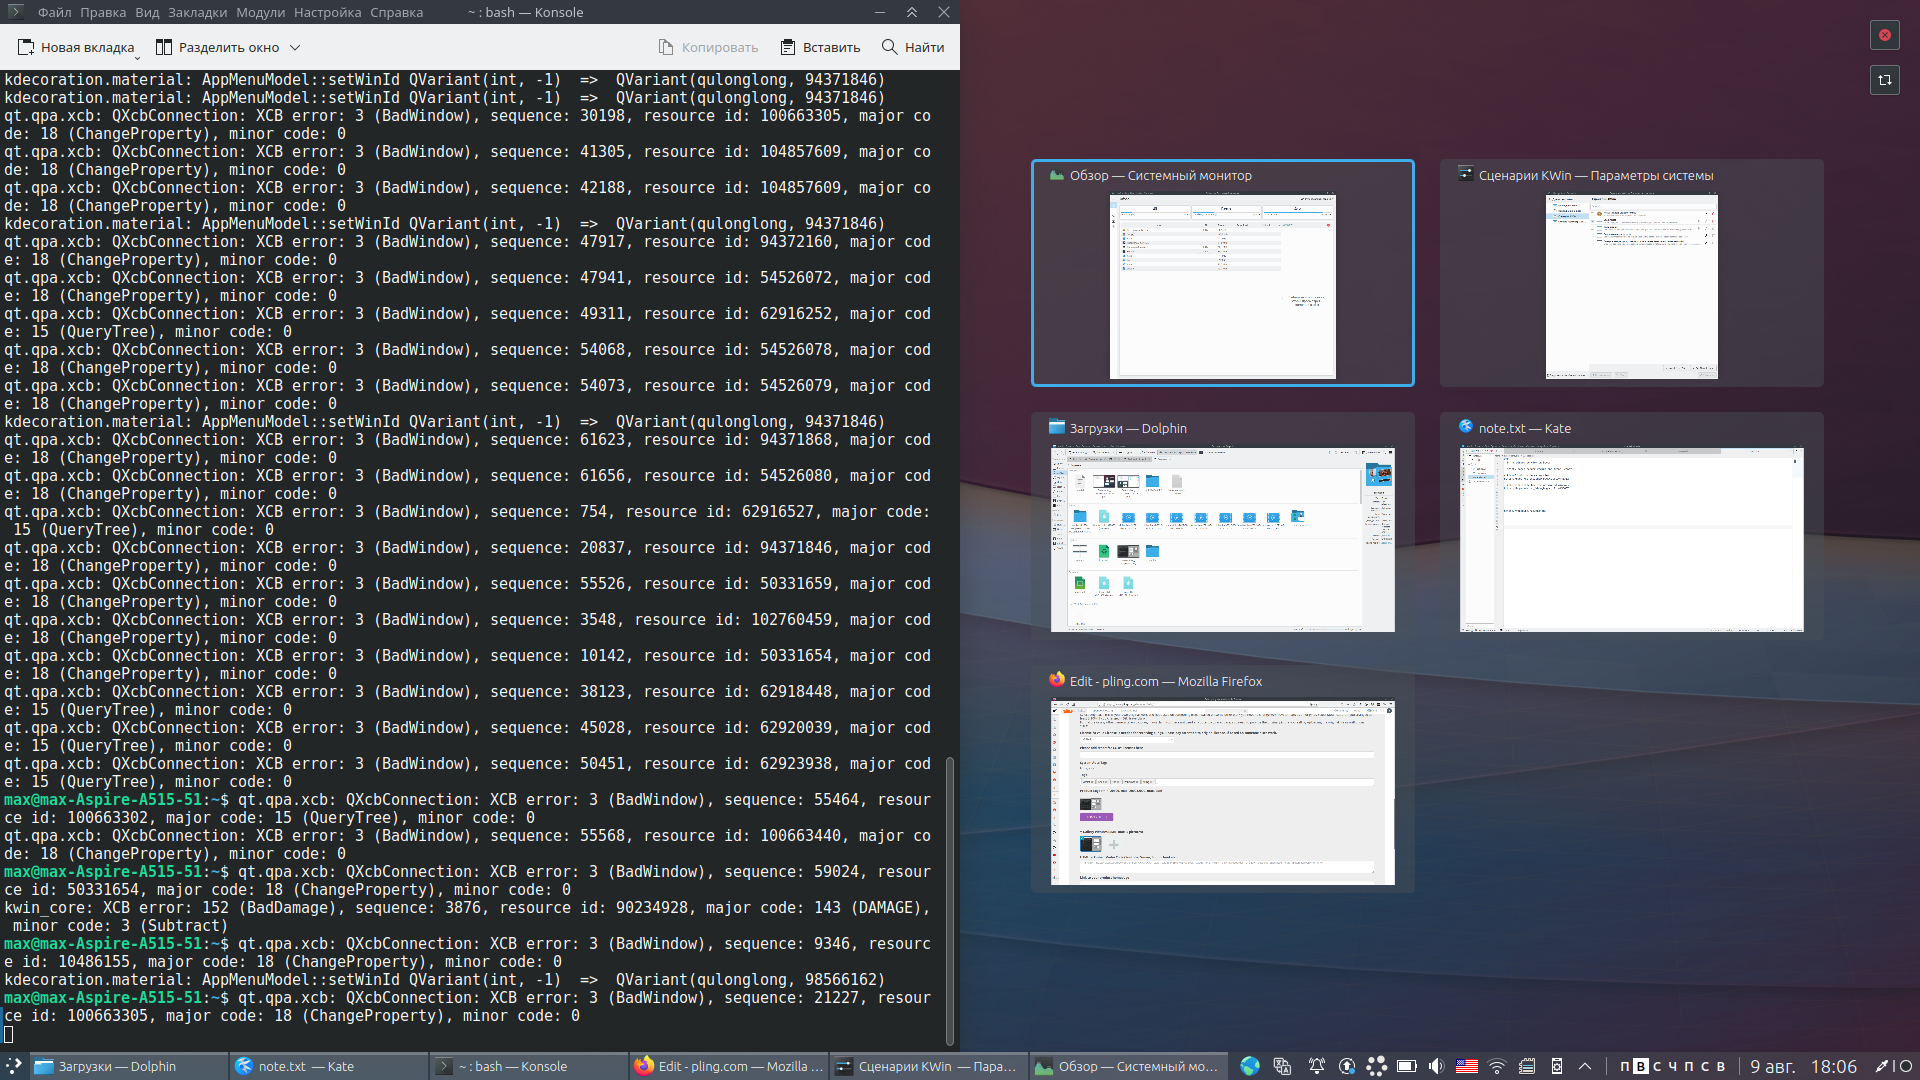 Файл Правка Вид Закладки Модули Настройка Справка ~ : bash — Konsole
Новая вкладка Разделить окно Копировать Вставить Найти
kdecoration.material: AppMenuModel::setWinId QVariant(int, -1)  =>  QVariant(qulonglong, 94371846)
kdecoration.material: AppMenuModel::setWinId QVariant(int, -1)  =>  QVariant(qulonglong, 94371846)
qt.qpa.xcb: QXcbConnection: XCB error: 3 (BadWindow), sequence: 30198, resource id: 100663305, major co
de: 18 (ChangeProperty), minor code: 0
qt.qpa.xcb: QXcbConnection: XCB error: 3 (BadWindow), sequence: 41305, resource id: 104857609, major co
de: 18 (ChangeProperty), minor code: 0
qt.qpa.xcb: QXcbConnection: XCB error: 3 (BadWindow), sequence: 42188, resource id: 104857609, major co
de: 18 (ChangeProperty), minor code: 0
kdecoration.material: AppMenuModel::setWinId QVariant(int, -1)  =>  QVariant(qulonglong, 94371846)
qt.qpa.xcb: QXcbConnection: XCB error: 3 (BadWindow), sequence: 47917, resource id: 94372160, major cod
e: 18 (ChangeProperty), minor code: 0
qt.qpa.xcb: QXcbConnection: XCB error: 3 (BadWindow), sequence: 47941, resource id: 54526072, major cod
e: 18 (ChangeProperty), minor code: 0
qt.qpa.xcb: QXcbConnection: XCB error: 3 (BadWindow), sequence: 49311, resource id: 62916252, major cod
e: 15 (QueryTree), minor code: 0
qt.qpa.xcb: QXcbConnection: XCB error: 3 (BadWindow), sequence: 54068, resource id: 54526078, major cod
e: 18 (ChangeProperty), minor code: 0
qt.qpa.xcb: QXcbConnection: XCB error: 3 (BadWindow), sequence: 54073, resource id: 54526079, major cod
e: 18 (ChangeProperty), minor code: 0
kdecoration.material: AppMenuModel::setWinId QVariant(int, -1)  =>  QVariant(qulonglong, 94371846)
qt.qpa.xcb: QXcbConnection: XCB error: 3 (BadWindow), sequence: 61623, resource id: 94371868, major cod
e: 18 (ChangeProperty), minor code: 0
qt.qpa.xcb: QXcbConnection: XCB error: 3 (BadWindow), sequence: 61656, resource id: 54526080, major cod
e: 18 (ChangeProperty), minor code: 0
qt.qpa.xcb: QXcbConnection: XCB error: 3 (BadWindow), sequence: 754, resource id: 62916527, major code:
 15 (QueryTree), minor code: 0
qt.qpa.xcb: QXcbConnection: XCB error: 3 (BadWindow), sequence: 20837, resource id: 94371846, major cod
e: 18 (ChangeProperty), minor code: 0
qt.qpa.xcb: QXcbConnection: XCB error: 3 (BadWindow), sequence: 55526, resource id: 50331659, major cod
e: 18 (ChangeProperty), minor code: 0
qt.qpa.xcb: QXcbConnection: XCB error: 3 (BadWindow), sequence: 3548, resource id: 102760459, major cod
e: 18 (ChangeProperty), minor code: 0
qt.qpa.xcb: QXcbConnection: XCB error: 3 (BadWindow), sequence: 10142, resource id: 50331654, major cod
e: 18 (ChangeProperty), minor code: 0
qt.qpa.xcb: QXcbConnection: XCB error: 3 (BadWindow), sequence: 38123, resource id: 62918448, major cod
e: 15 (QueryTree), minor code: 0
qt.qpa.xcb: QXcbConnection: XCB error: 3 (BadWindow), sequence: 45028, resource id: 62920039, major cod
e: 15 (QueryTree), minor code: 0
qt.qpa.xcb: QXcbConnection: XCB error: 3 (BadWindow), sequence: 50451, resource id: 62923938, major cod
e: 15 (QueryTree), minor code: 0
max@max-Aspire-A515-51:~$ qt.qpa.xcb: QXcbConnection: XCB error: 3 (BadWindow), sequence: 55464, resour
ce id: 100663302, major code: 15 (QueryTree), minor code: 0
qt.qpa.xcb: QXcbConnection: XCB error: 3 (BadWindow), sequence: 55568, resource id: 100663440, major co
de: 18 (ChangeProperty), minor code: 0
max@max-Aspire-A515-51:~$ qt.qpa.xcb: QXcbConnection: XCB error: 3 (BadWindow), sequence: 59024, resour
ce id: 50331654, major code: 18 (ChangeProperty), minor code: 0
kwin_core: XCB error: 152 (BadDamage), sequence: 3876, resource id: 90234928, major code: 143 (DAMAGE),
 minor code: 3 (Subtract)
max@max-Aspire-A515-51:~$ qt.qpa.xcb: QXcbConnection: XCB error: 3 (BadWindow), sequence: 9346, resourc
e id: 10486155, major code: 18 (ChangeProperty), minor code: 0
kdecoration.material: AppMenuModel::setWinId QVariant(int, -1)  =>  QVariant(qulonglong, 98566162)
max@max-Aspire-A515-51:~$ qt.qpa.xcb: QXcbConnection: XCB error: 3 (BadWindow), sequence: 21227, resour
ce id: 100663305, major code: 18 (ChangeProperty), minor code: 0
Обзор — Системный монитор
Сценарии KWin — Параметры системы
Загрузки — Dolphin
note.txt — Kate
Edit - pling.com — Mozilla Firefox
Загрузки — Dolphin
note.txt — Kate
~ : bash — Konsole
Edit - pling.com — Mozilla ...
Сценарии KWin — Пара...
Обзор — Системный мо...
П В С Ч П С В
9 авг. 18:06